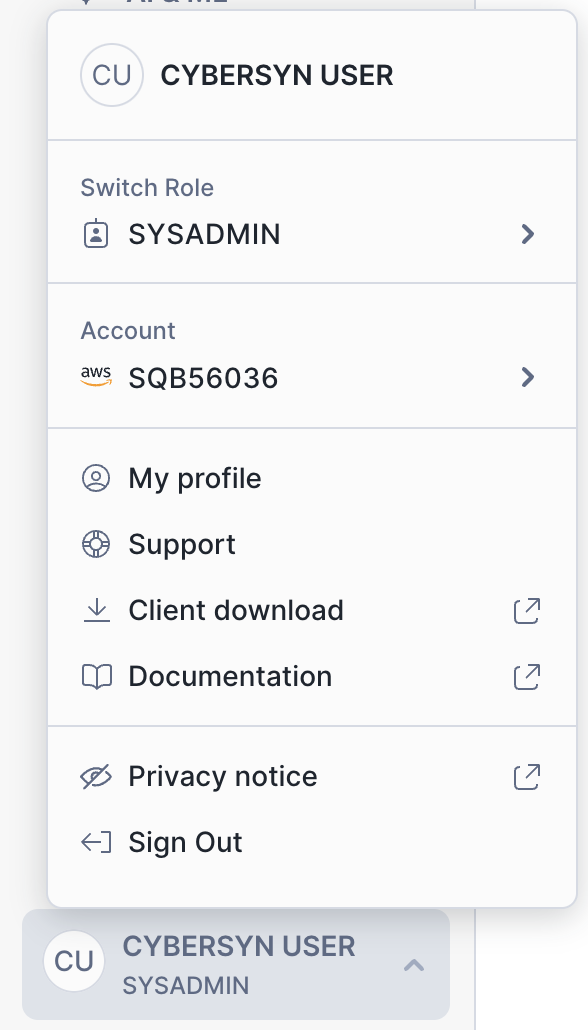 CU CYBERSYN USER
Switch Role
SYSADMIN
Account
aws SQB56036
My profile
Support
Client download
Documentation
Privacy notice
Sign Out
CU CYBERSYN USER
SYSADMIN